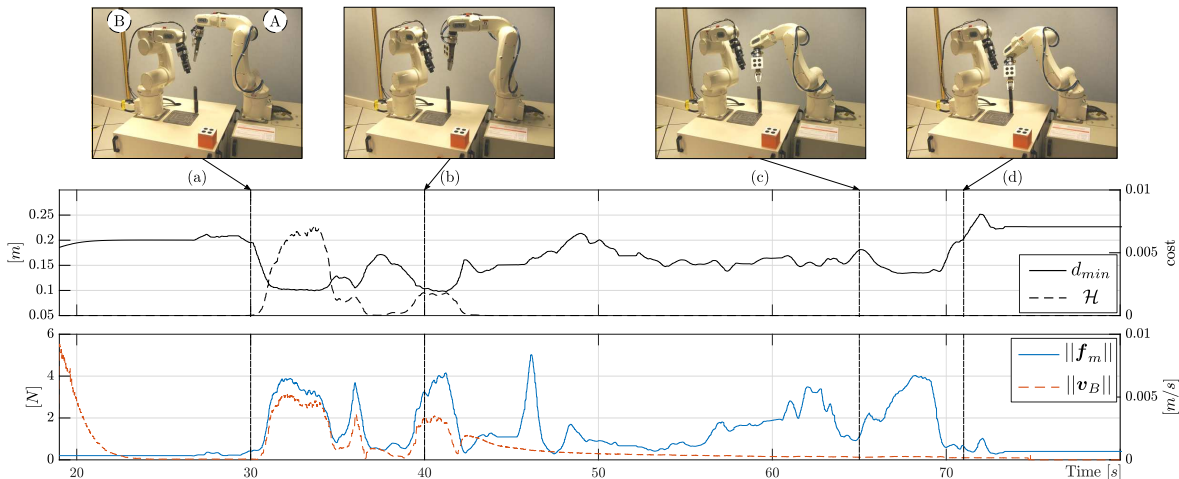 B A
(a) (b) (c) (d)
0.25 0.01
0.2
0.15 0.005
0.1
0.05 0
[m]
cost
d_min
ℋ
6 0.01
4
2 0.005
0 0
[N]
[m/s]
||f_m||
||v_B||
20 30 40 50 60 70 Time [s]